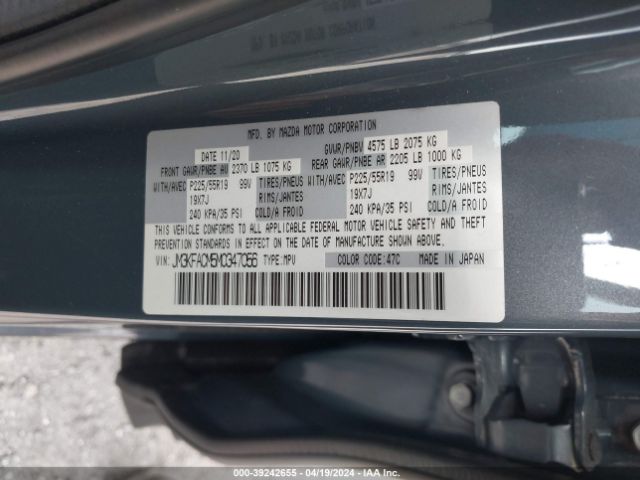 MFD. BY MAZDA MOTOR CORPORATION
DATE 11/20 GVWR/PNBV 4575 LB 2075 KG
FRONT GAWR/PNBE AV 2370 LB 1075 KG REAR GAWR/PNBE AR 2205 LB 1000 KG
WITH/AVEC P225/55R19 99V TIRES/PNEUS WITH/AVEC P225/55R19 99V TIRES/PNEUS
19X7J RIMS/JANTES 19X7J RIMS/JANTES
240 KPA/35 PSI COLD/A FROID 240 KPA/35 PSI COLD/A FROID
THIS VEHICLE CONFORMS TO ALL APPLICABLE FEDERAL MOTOR VEHICLE SAFETY AND THEFT
PREVENTION STANDARDS IN EFFECT ON THE DATE OF MANUFACTURE SHOWN ABOVE.
VIN: JM3KFACM5M0347056 TYPE:MPV COLOR CODE:47C MADE IN JAPAN
000-39242655 - 04/19/2024 - IAA Inc.